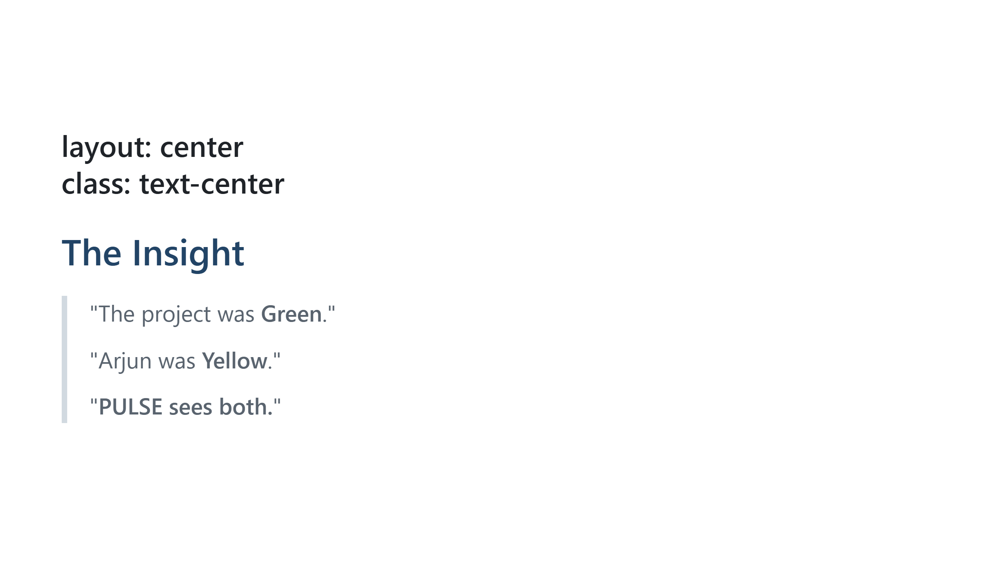 layout: center
class: text-center
The Insight
"The project was Green."
"Arjun was Yellow."
"PULSE sees both."